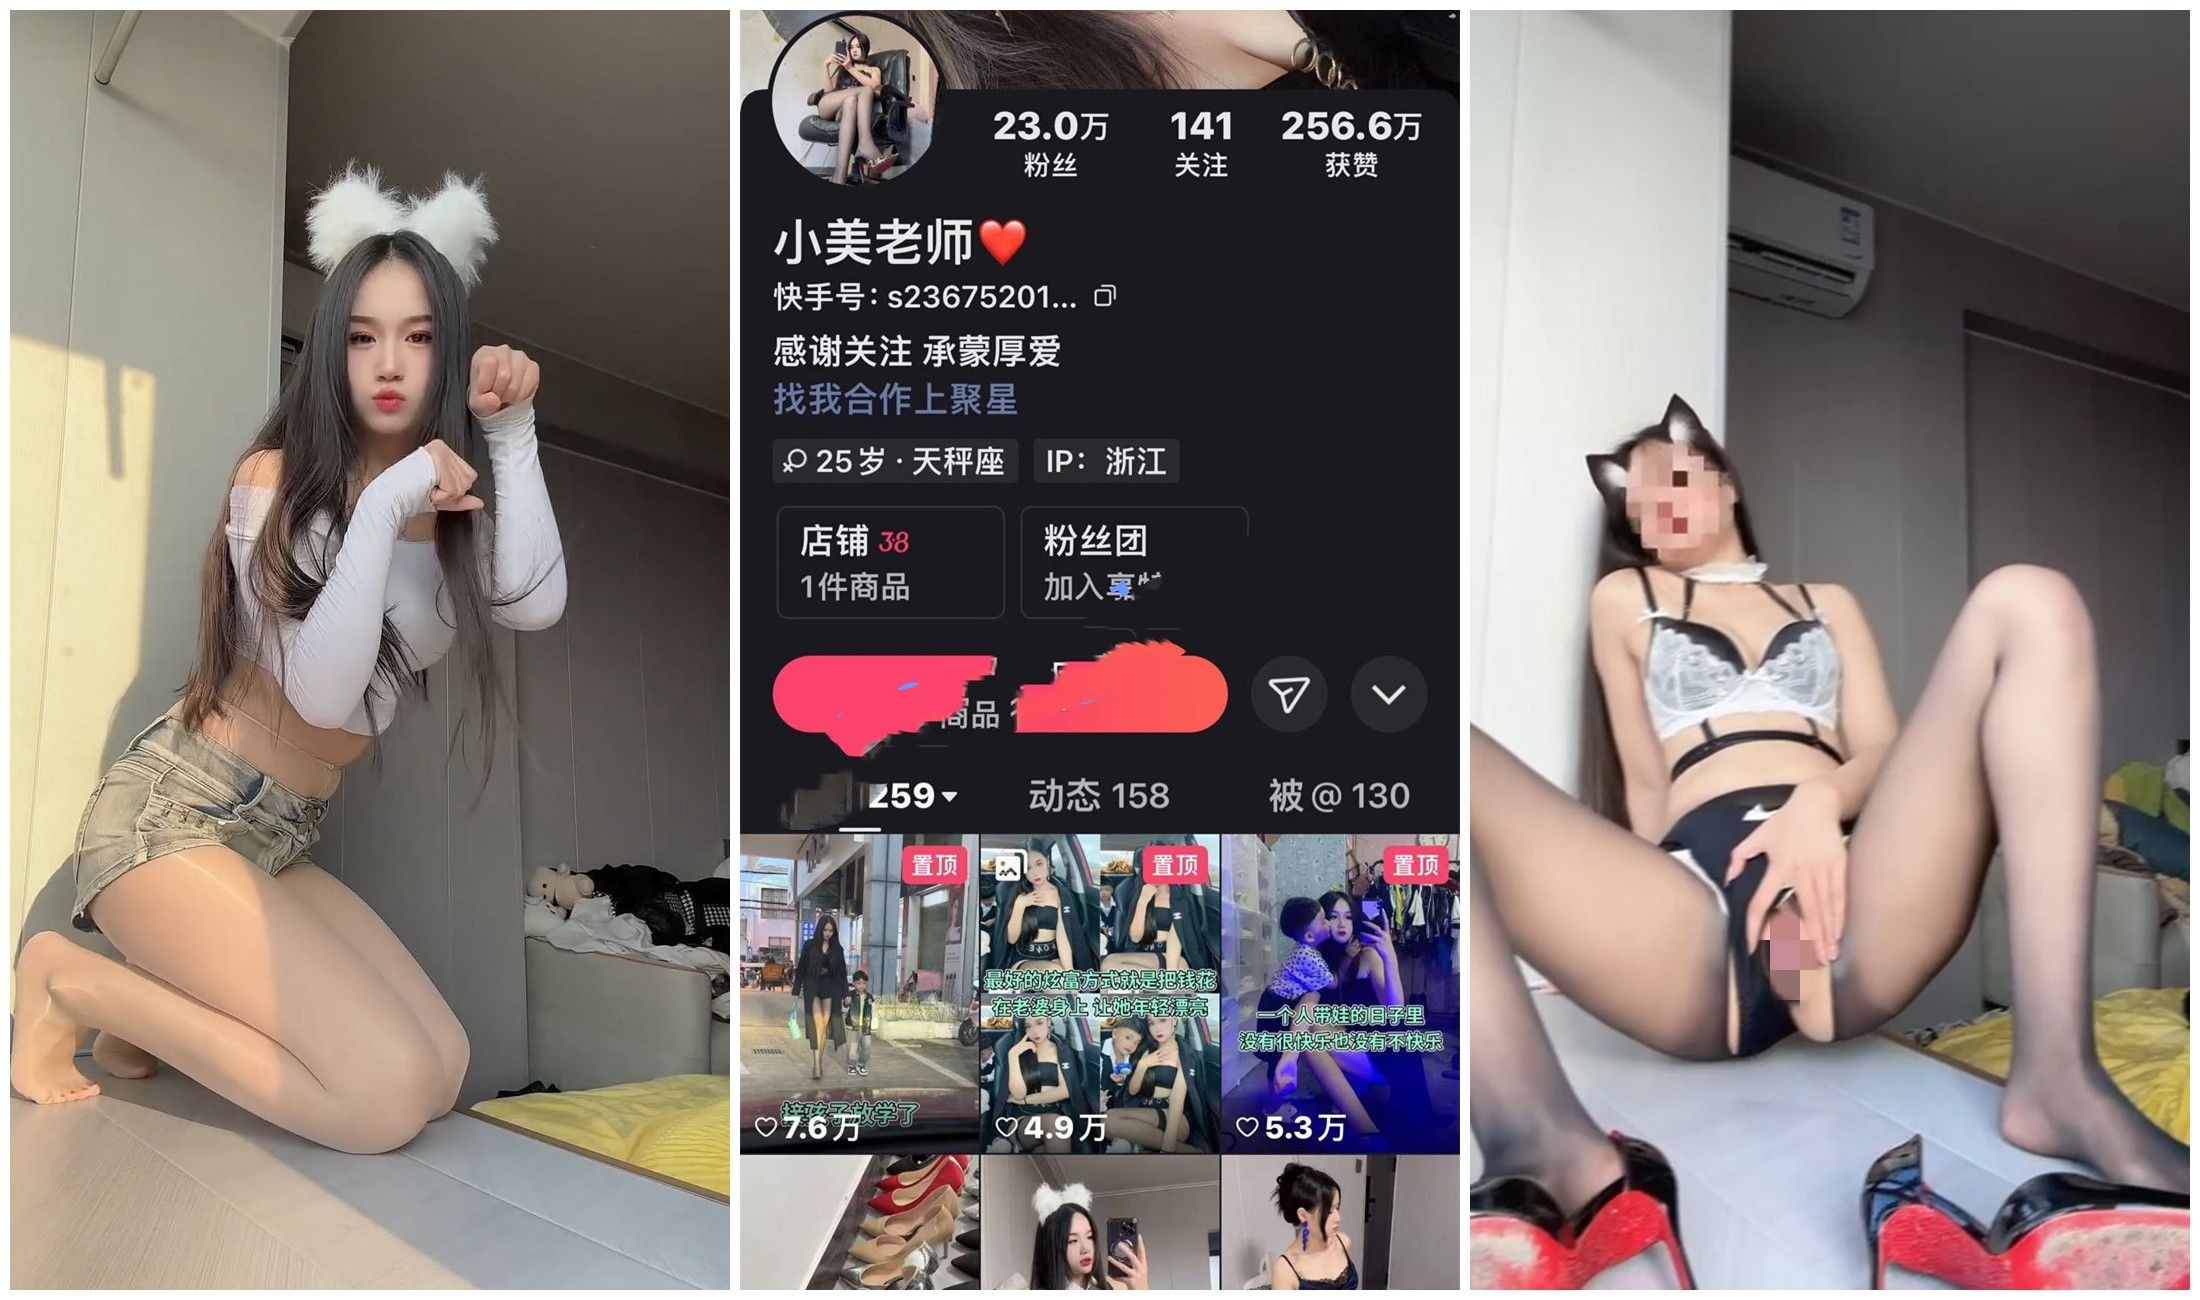 23.0万
141
256.6万
粉丝
关注
获赞
小美老师❤️
快手号：s23675201...
感谢关注 承蒙厚爱
找我合作上聚星
25岁·天秤座
IP：浙江
店铺 38
1件商品
粉丝团
加入享
商品
259
动态 158
被@ 130
置顶
置顶
置顶
最好的炫富方式就是把钱花
在老婆身上 让她年轻漂亮
一个人带娃的日子里
没有很快乐也没有不快乐
接孩子放学了
7.6万
4.9万
5.3万